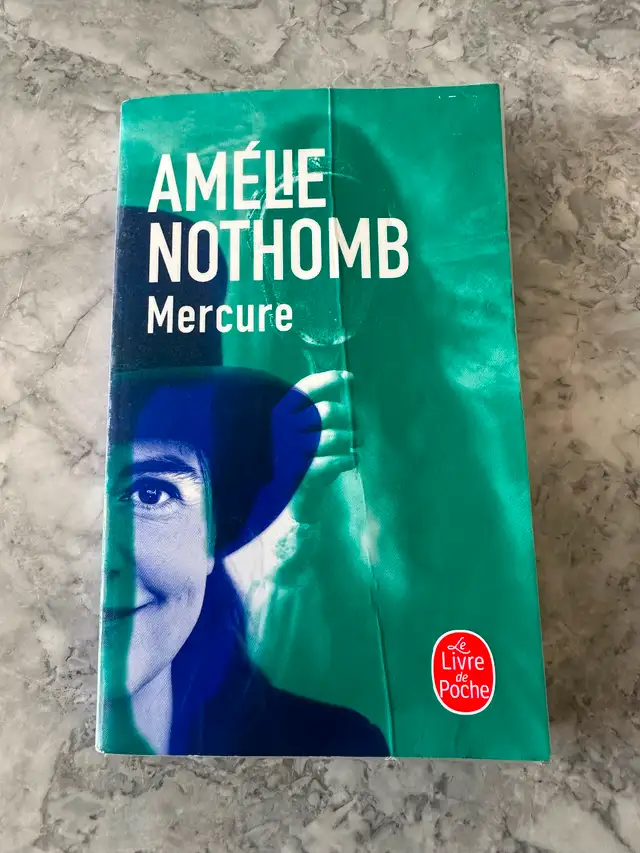 AMÉLIE
NOTHOMB
Mercure
Le
LIVRE
de
POCHE